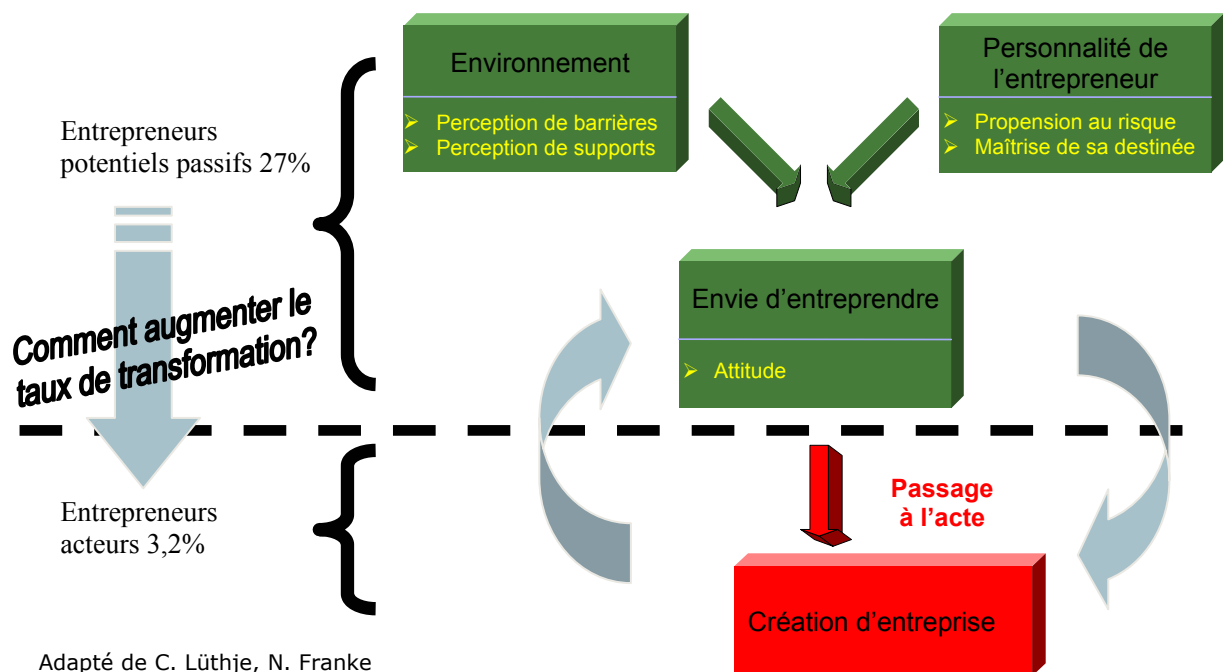 Environnement
➢ Perception de barrières
➢ Perception de supports
Personnalité de
l’entrepreneur
➢ Propension au risque
➢ Maîtrise de sa destinée
Entrepreneurs
potentiels passifs 27%
Envie d’entreprendre
➢ Attitude
Comment augmenter le
taux de transformation?
Entrepreneurs
acteurs 3,2%
Passage
à l’acte
Création d’entreprise
Adapté de C. Lüthje, N. Franke